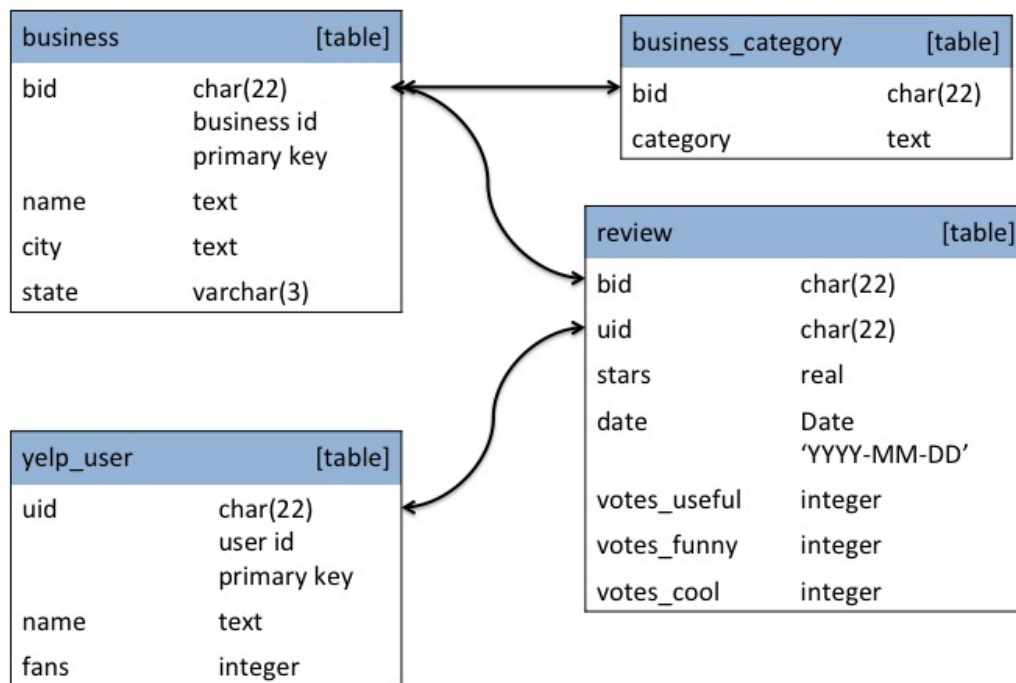 business [table]
bid char(22)
business id
primary key
name text
city text
state varchar(3)
business_category [table]
bid char(22)
category text
review [table]
bid char(22)
uid char(22)
stars real
date Date
‘YYYY-MM-DD’
votes_useful integer
votes_funny integer
votes_cool integer
yelp_user [table]
uid char(22)
user id
primary key
name text
fans integer